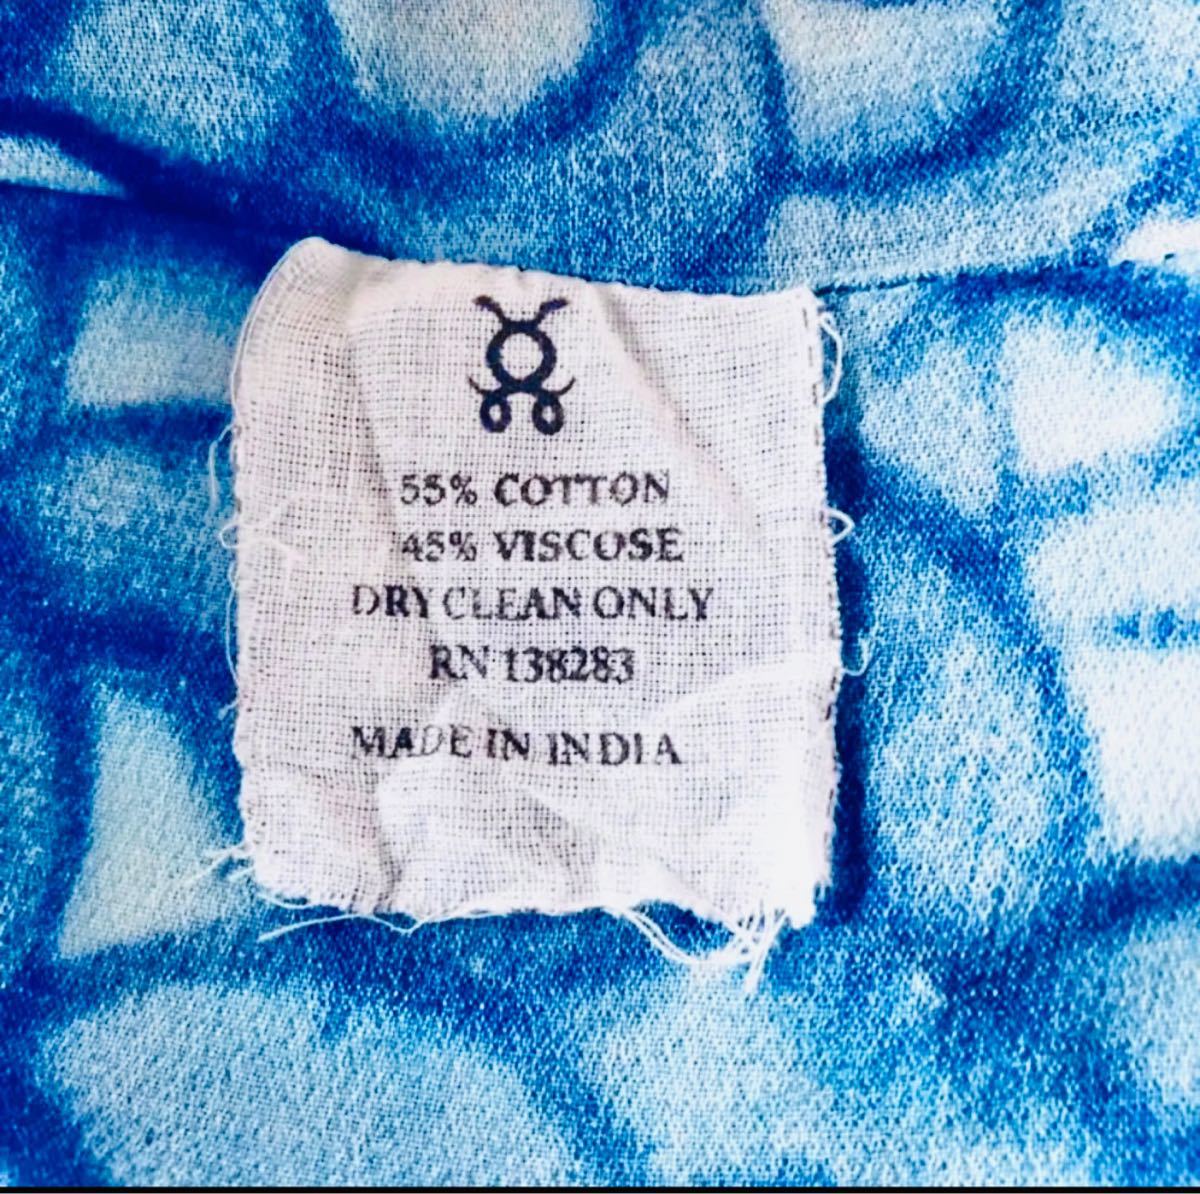 55% COTTON
45% VISCOSE
DRY CLEAN ONLY
RN 138283
MADE IN INDIA